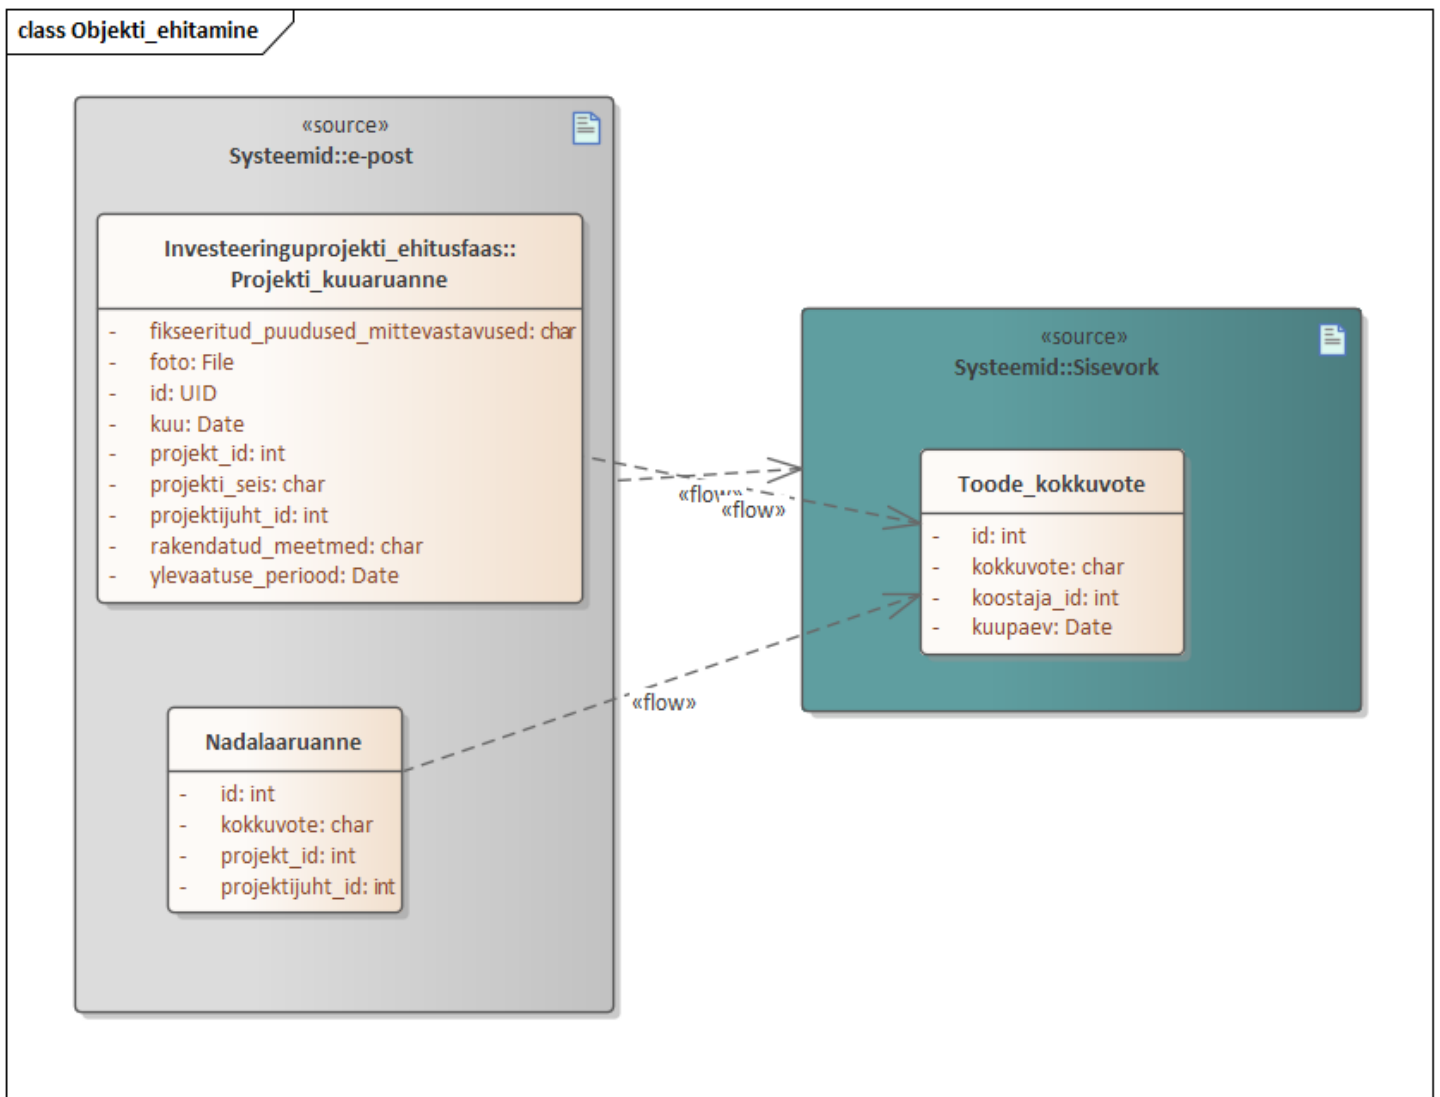 class Objekti_ehitamine
«source»
Systeemid::e-post
Investeeringuprojekti_ehitusfaas::
Projekti_kuuaruanne
- fikseeritud_puudused_mittevastavused: char
- foto: File
- id: UID
- kuu: Date
- projekt_id: int
- projekti_seis: char
- projektijuht_id: int
- rakendatud_meetmed: char
- ylevaatuse_periood: Date
Nadalaaruanne
- id: int
- kokkuvote: char
- projekt_id: int
- projektijuht_id: int
«flow»
«flow»
«flow»
«source»
Systeemid::Sisevork
Toode_kokkuvote
- id: int
- kokkuvote: char
- koostaja_id: int
- kuupaev: Date